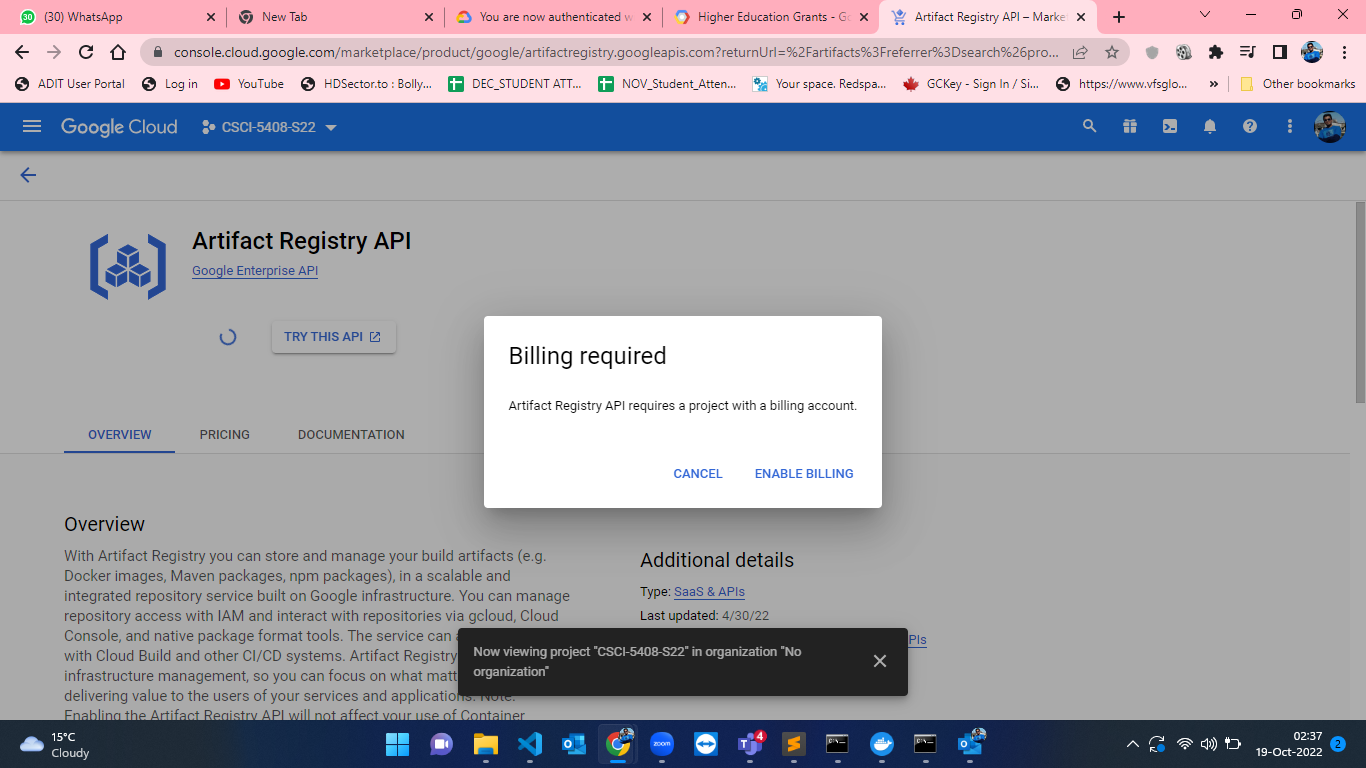 (30) WhatsApp
New Tab
You are now authenticated w
Higher Education Grants - Go
Artifact Registry API – Market
console.cloud.google.com/marketplace/product/google/artifactregistry.googleapis.com?returnUrl=%2Fartifacts%3Freferrer%3Dsearch%26pro...
ADIT User Portal
Log in
YouTube
HDSector.to : Bolly...
DEC_STUDENT ATT...
NOV_Student_Atten...
Your space. Redspa...
GCKey - Sign In / Si...
https://www.vfsglo...
»
Other bookmarks
Google Cloud
CSCI-5408-S22
Artifact Registry API
Google Enterprise API
TRY THIS API
Billing required
Artifact Registry API requires a project with a billing account.
CANCEL
ENABLE BILLING
OVERVIEW
PRICING
DOCUMENTATION
Overview
With Artifact Registry you can store and manage your build artifacts (e.g.
Docker images, Maven packages, npm packages), in a scalable and
integrated repository service built on Google infrastructure. You can manage
repository access with IAM and interact with repositories via gcloud, Cloud
Console, and native package format tools. The service can
with Cloud Build and other CI/CD systems. Artifact Registry
infrastructure management, so you can focus on what
delivering value to the users of your services and applications. Note:
Enabling the Artifact Registry API will not affect your use of Container
Additional details
Type: SaaS & APIs
Last updated: 4/30/22
PIs
Now viewing project "CSCI-5408-S22" in organization "No
organization"
15°C
Cloudy
zoom
4
02:37
19-Oct-2022
2